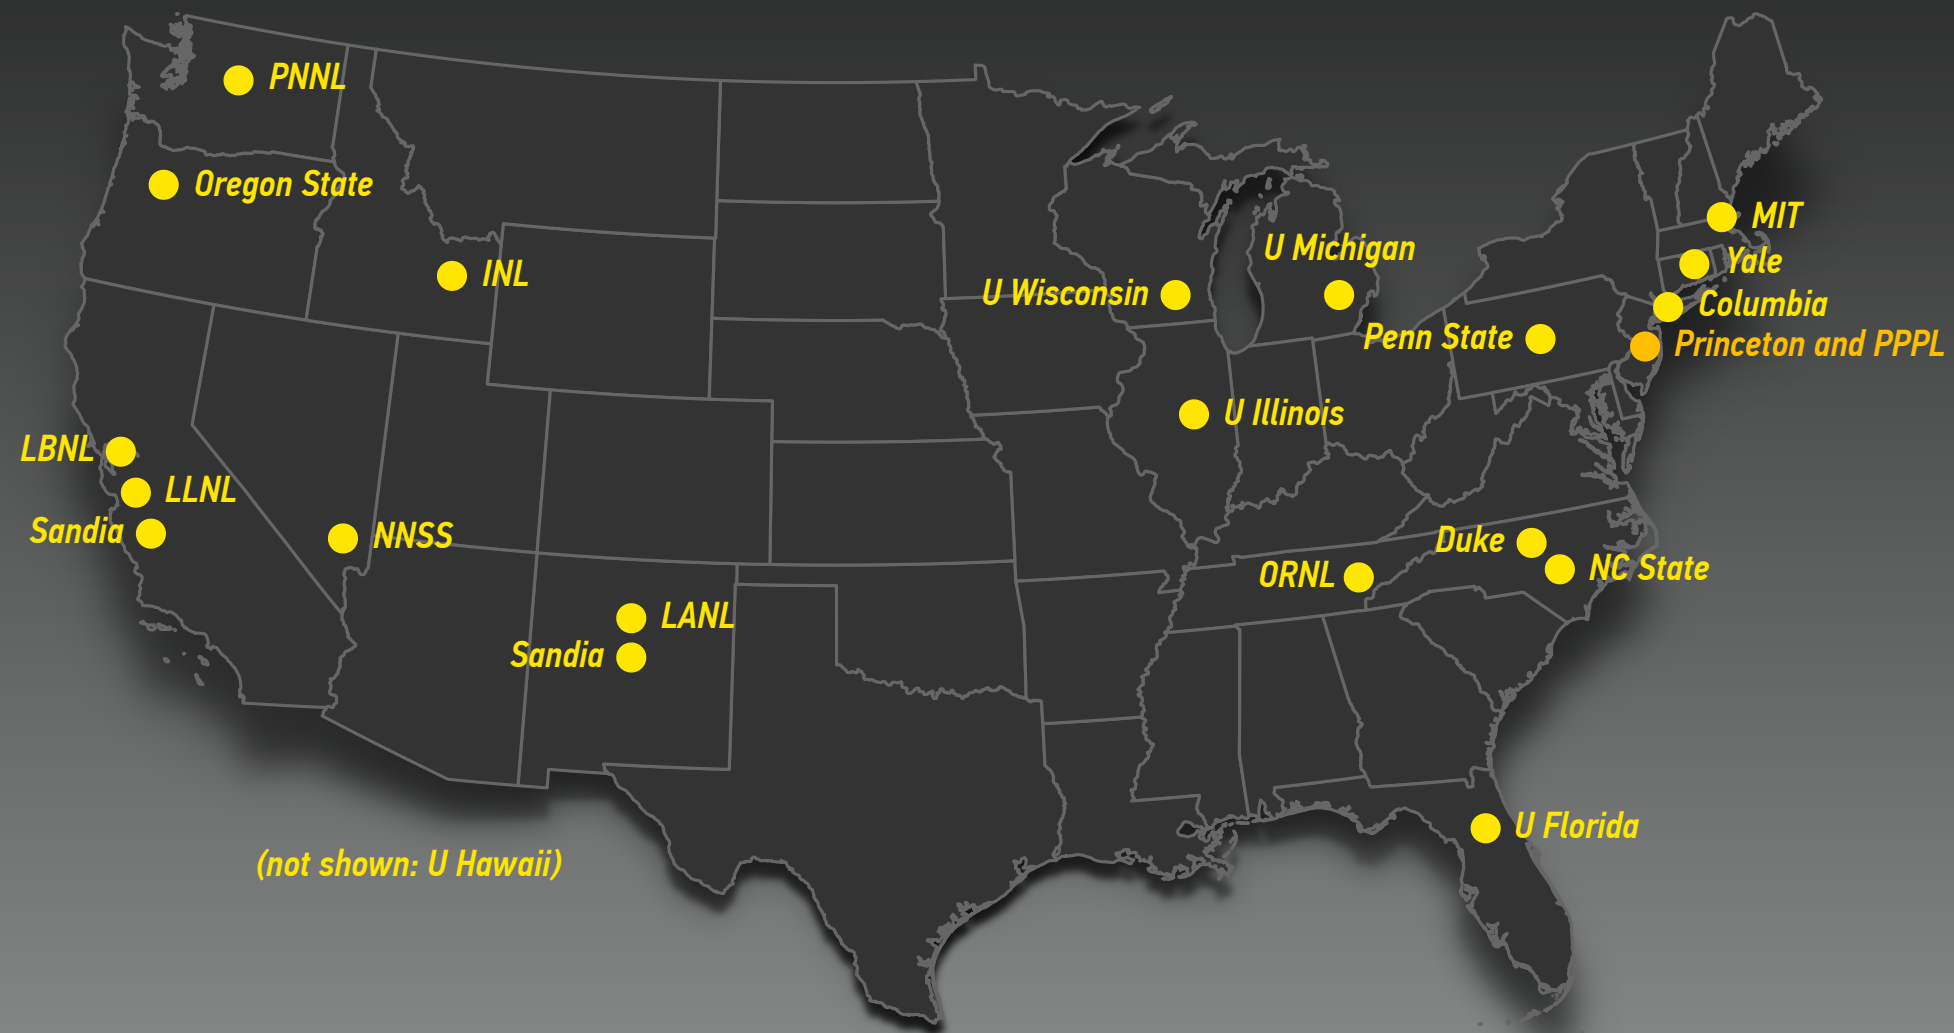 PNNL
Oregon State
MIT
U Michigan
Yale
INL
U Wisconsin
Columbia
Penn State
Princeton and PPPL
U Illinois
LBNL
LLNL
Sandia
NNSS
Duke
NC State
ORNL
LANL
Sandia
U Florida
(not shown: U Hawaii)